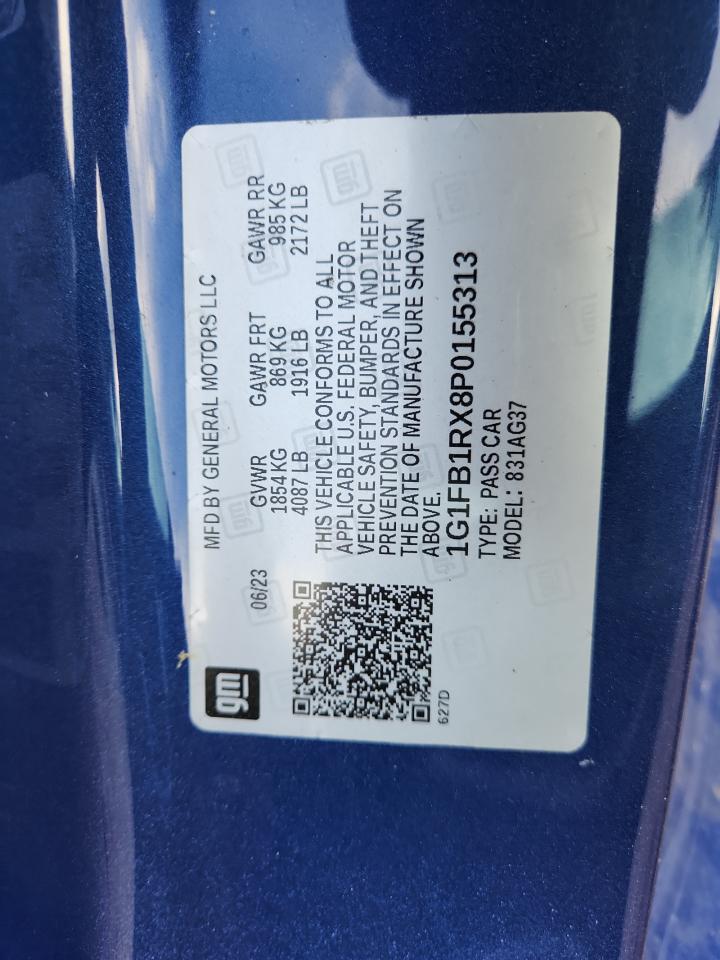 gm
MFD BY GENERAL MOTORS LLC
06/23
GVWR GAWR FRT GAWR RR
1854 KG 869 KG 985 KG
4087 LB 1916 LB 2172 LB
THIS VEHICLE CONFORMS TO ALL
APPLICABLE U.S. FEDERAL MOTOR
VEHICLE SAFETY, BUMPER, AND THEFT
PREVENTION STANDARDS IN EFFECT ON
THE DATE OF MANUFACTURE SHOWN
ABOVE.
1G1FB1RX8P0155313
TYPE: PASS CAR
MODEL: 831AG37
627D